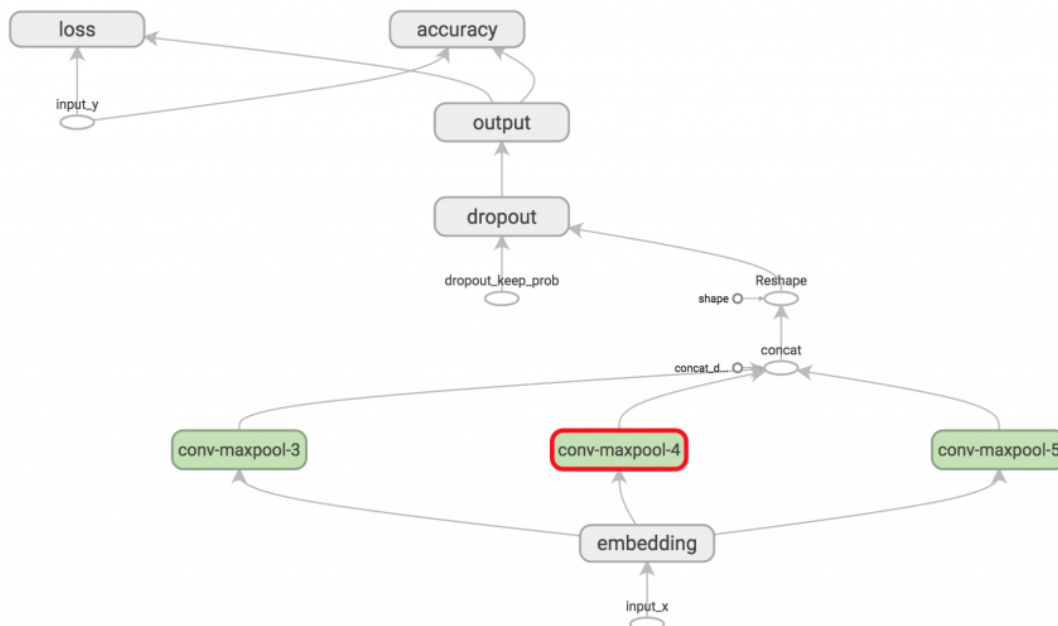 loss
accuracy
input_y
output
dropout
dropout_keep_prob
Reshape
shape
concat
concat_d...
conv-maxpool-3
conv-maxpool-4
conv-maxpool-5
embedding
input_x